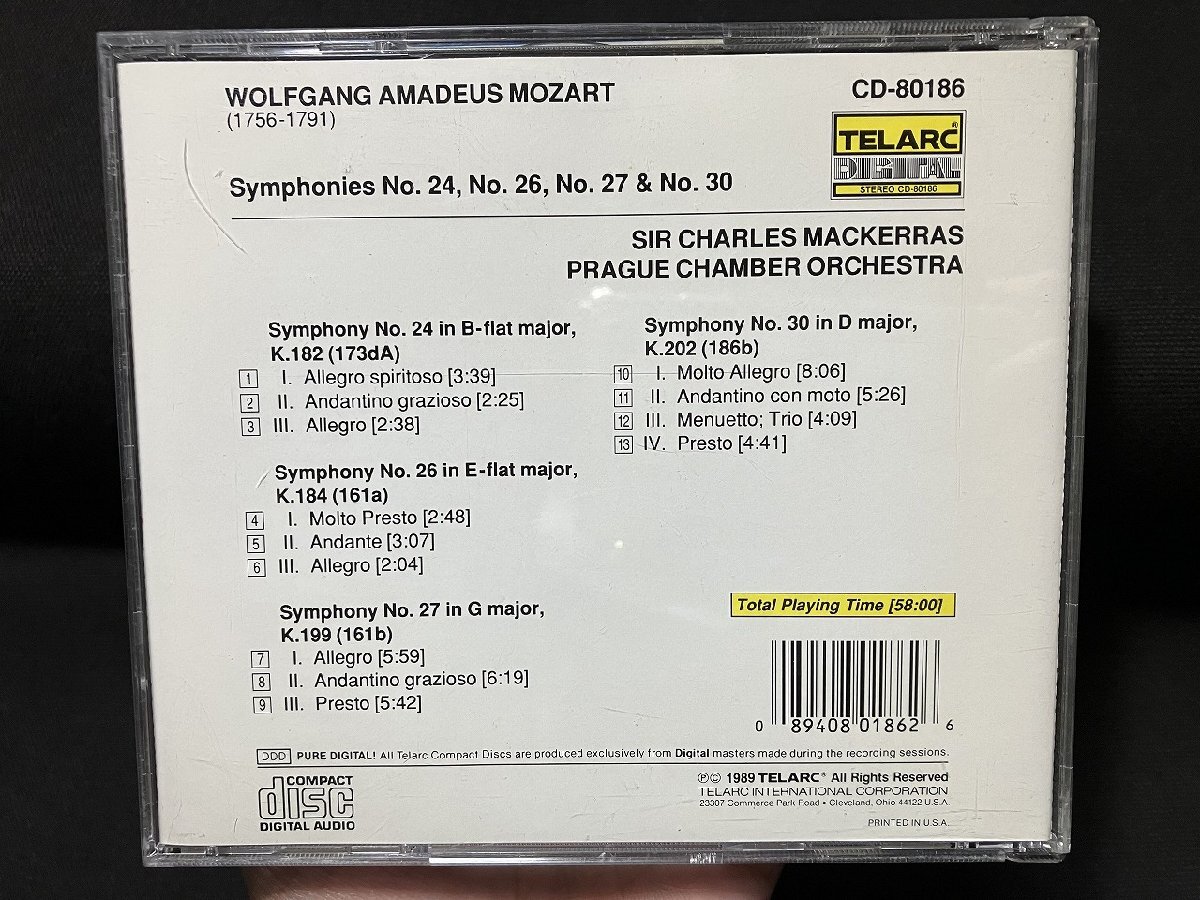 WOLFGANG AMADEUS MOZART
(1756-1791)
CD-80186
TELARC®
DIGITAL
STEREO CD-80186
Symphonies No. 24, No. 26, No. 27 & No. 30
SIR CHARLES MACKERRAS
PRAGUE CHAMBER ORCHESTRA
Symphony No. 24 in B-flat major,
K.182 (173dA)
1 I. Allegro spiritoso [3:39]
2 II. Andantino grazioso [2:25]
3 III. Allegro [2:38]
Symphony No. 26 in E-flat major,
K.184 (161a)
4 I. Molto Presto [2:48]
5 II. Andante [3:07]
6 III. Allegro [2:04]
Symphony No. 27 in G major,
K.199 (161b)
7 I. Allegro [5:59]
8 II. Andantino grazioso [6:19]
9 III. Presto [5:42]
Symphony No. 30 in D major,
K.202 (186b)
10 I. Molto Allegro [8:06]
11 II. Andantino con moto [5:26]
12 III. Menuetto; Trio [4:09]
13 IV. Presto [4:41]
Total Playing Time [58:00]
0 89408 01862 6
DDD PURE DIGITAL! All Telarc Compact Discs are produced exclusively from Digital masters made during the recording sessions.
COMPACT
disc
DIGITAL AUDIO
℗© 1989 TELARC® All Rights Reserved
TELARC INTERNATIONAL CORPORATION
23307 Commerce Park Road • Cleveland, Ohio 44122 U.S.A.
PRINTED IN U.S.A.